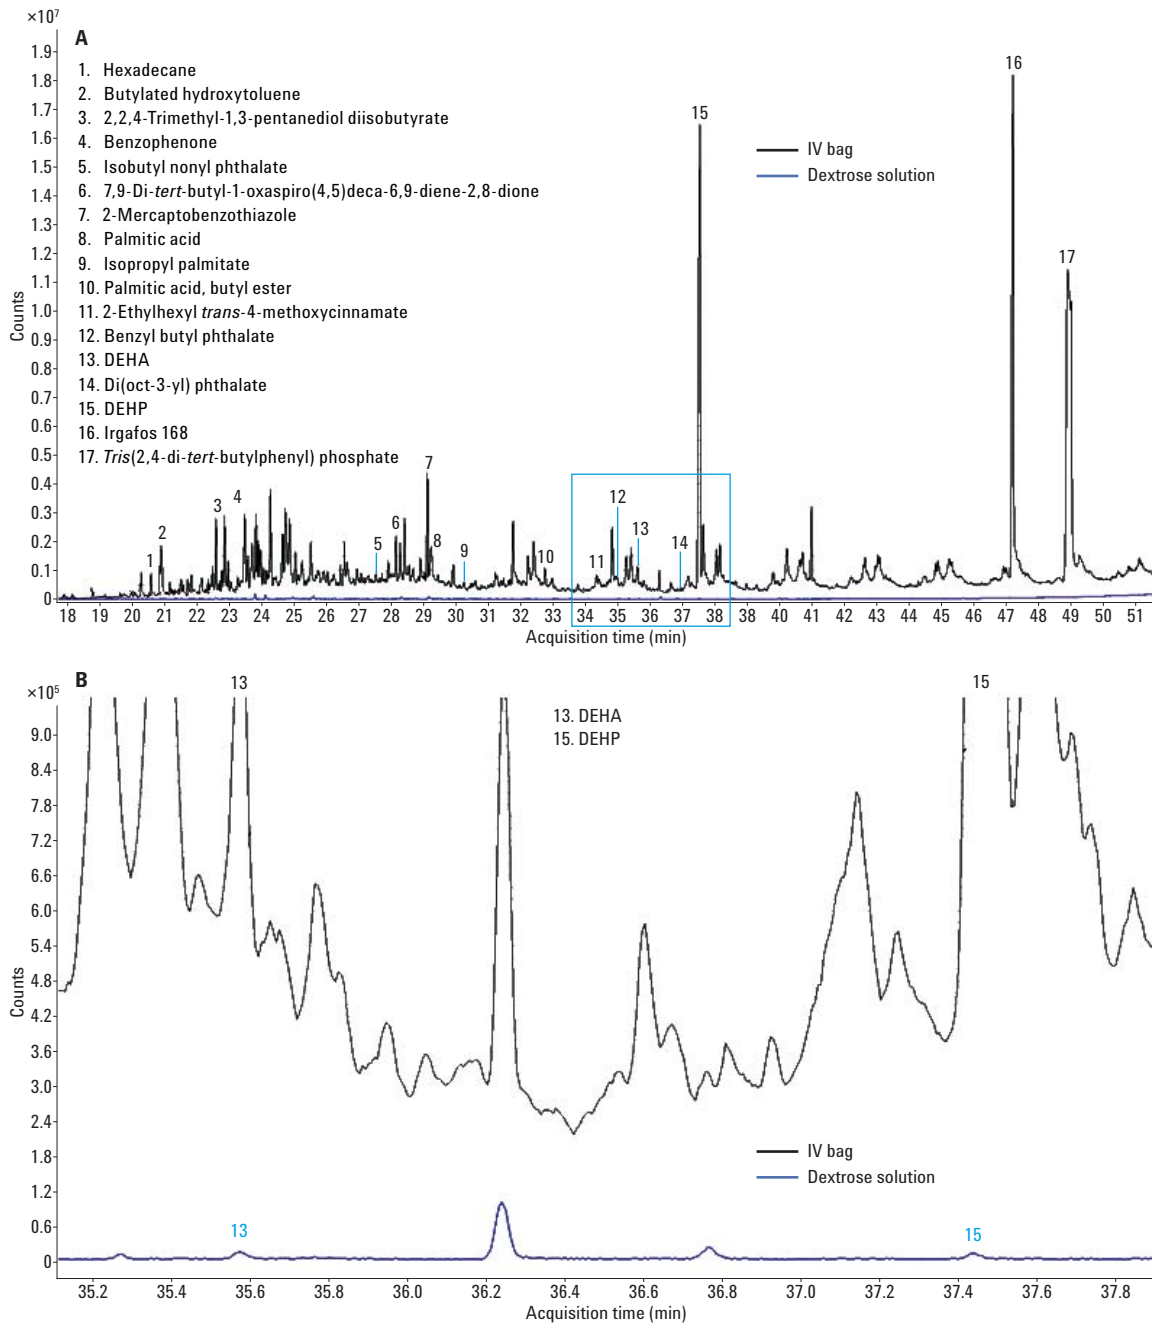 ×10⁷
A
1.9
1.8
1.7
1.6
1.5
1.4
1.3
1.2
1.1
1.0
0.9
0.8
0.7
0.6
0.5
0.4
0.3
0.2
0.1
0
Counts
1. Hexadecane
2. Butylated hydroxytoluene
3. 2,2,4-Trimethyl-1,3-pentanediol diisobutyrate
4. Benzophenone
5. Isobutyl nonyl phthalate
6. 7,9-Di-tert-butyl-1-oxaspiro(4,5)deca-6,9-diene-2,8-dione
7. 2-Mercaptobenzothiazole
8. Palmitic acid
9. Isopropyl palmitate
10. Palmitic acid, butyl ester
11. 2-Ethylhexyl trans-4-methoxycinnamate
12. Benzyl butyl phthalate
13. DEHA
14. Di(oct-3-yl) phthalate
15. DEHP
16. Irgafos 168
17. Tris(2,4-di-tert-butylphenyl) phosphate
IV bag
Dextrose solution
1 2 3 4 5 6 7 8 9 10 11 12 13 14 15 16 17
18 19 20 21 22 23 24 25 26 27 28 29 30 31 32 33 34 35 36 37 38 39 40 41 42 43 44 45 46 47 48 49 50 51
Acquisition time (min)
×10⁵
B
9.0
8.4
7.8
7.2
6.6
6.0
5.4
4.8
4.2
3.6
3.0
2.4
1.8
1.2
0.6
0
Counts
13 15
13. DEHA
15. DEHP
IV bag
Dextrose solution
13 15
35.2 35.4 35.6 35.8 36.0 36.2 36.4 36.6 36.8 37.0 37.2 37.4 37.6 37.8
Acquisition time (min)